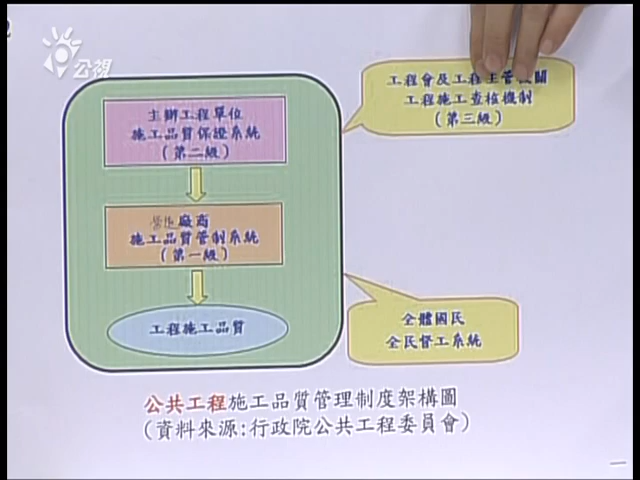 公視
主辦工程單位
施工品質保證系統
(第二級)
營造廠商
施工品質管制系統
(第一級)
工程施工品質
工程會及工程主管機關
工程施工查核機制
(第三級)
全體國民
全民督工系統
公共工程施工品質管理制度架構圖
(資料來源:行政院公共工程委員會)